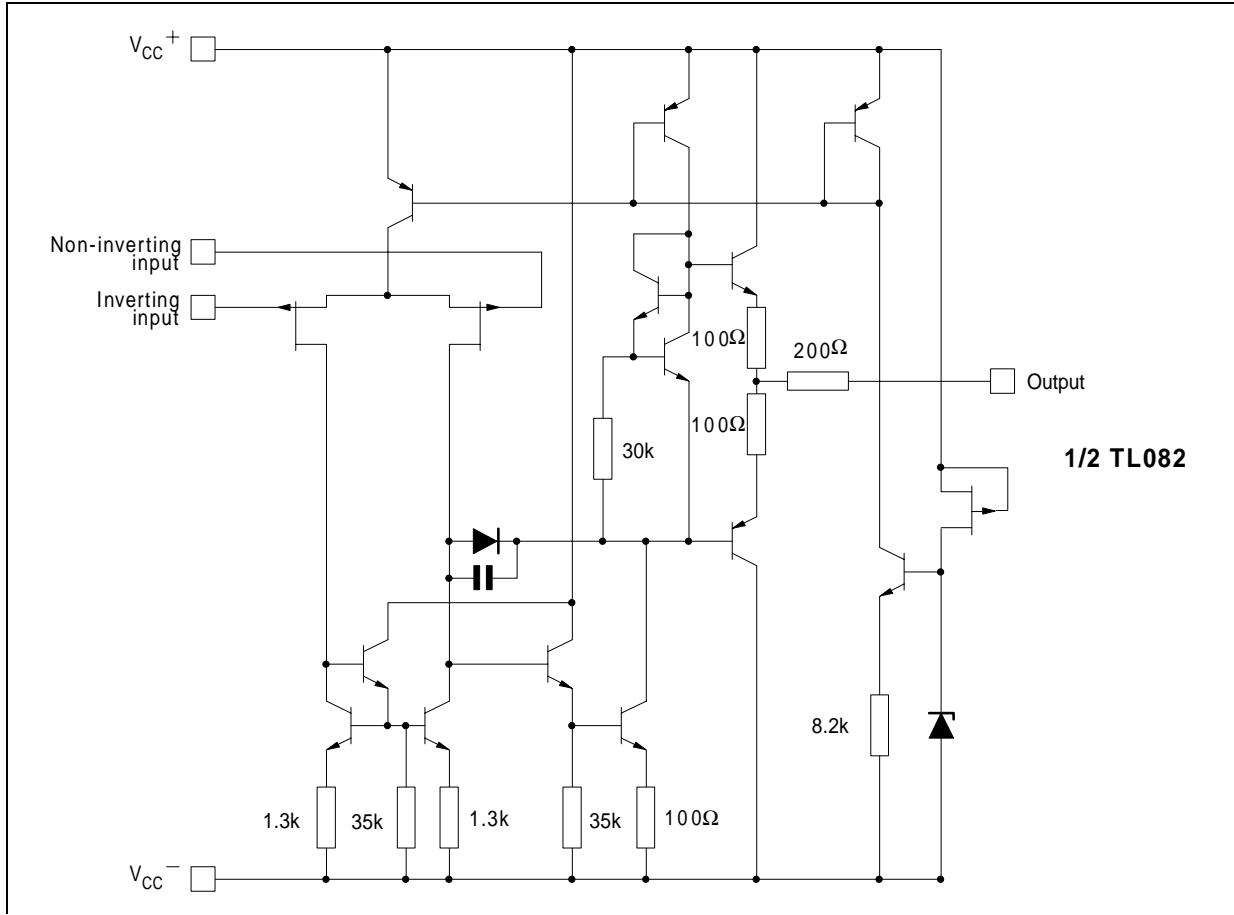 VCC+
Non-inverting
input
Inverting
input
100Ω
200Ω
Output
100Ω
30k
1/2 TL082
8.2k
1.3k
35k
1.3k
35k
100Ω
VCC−